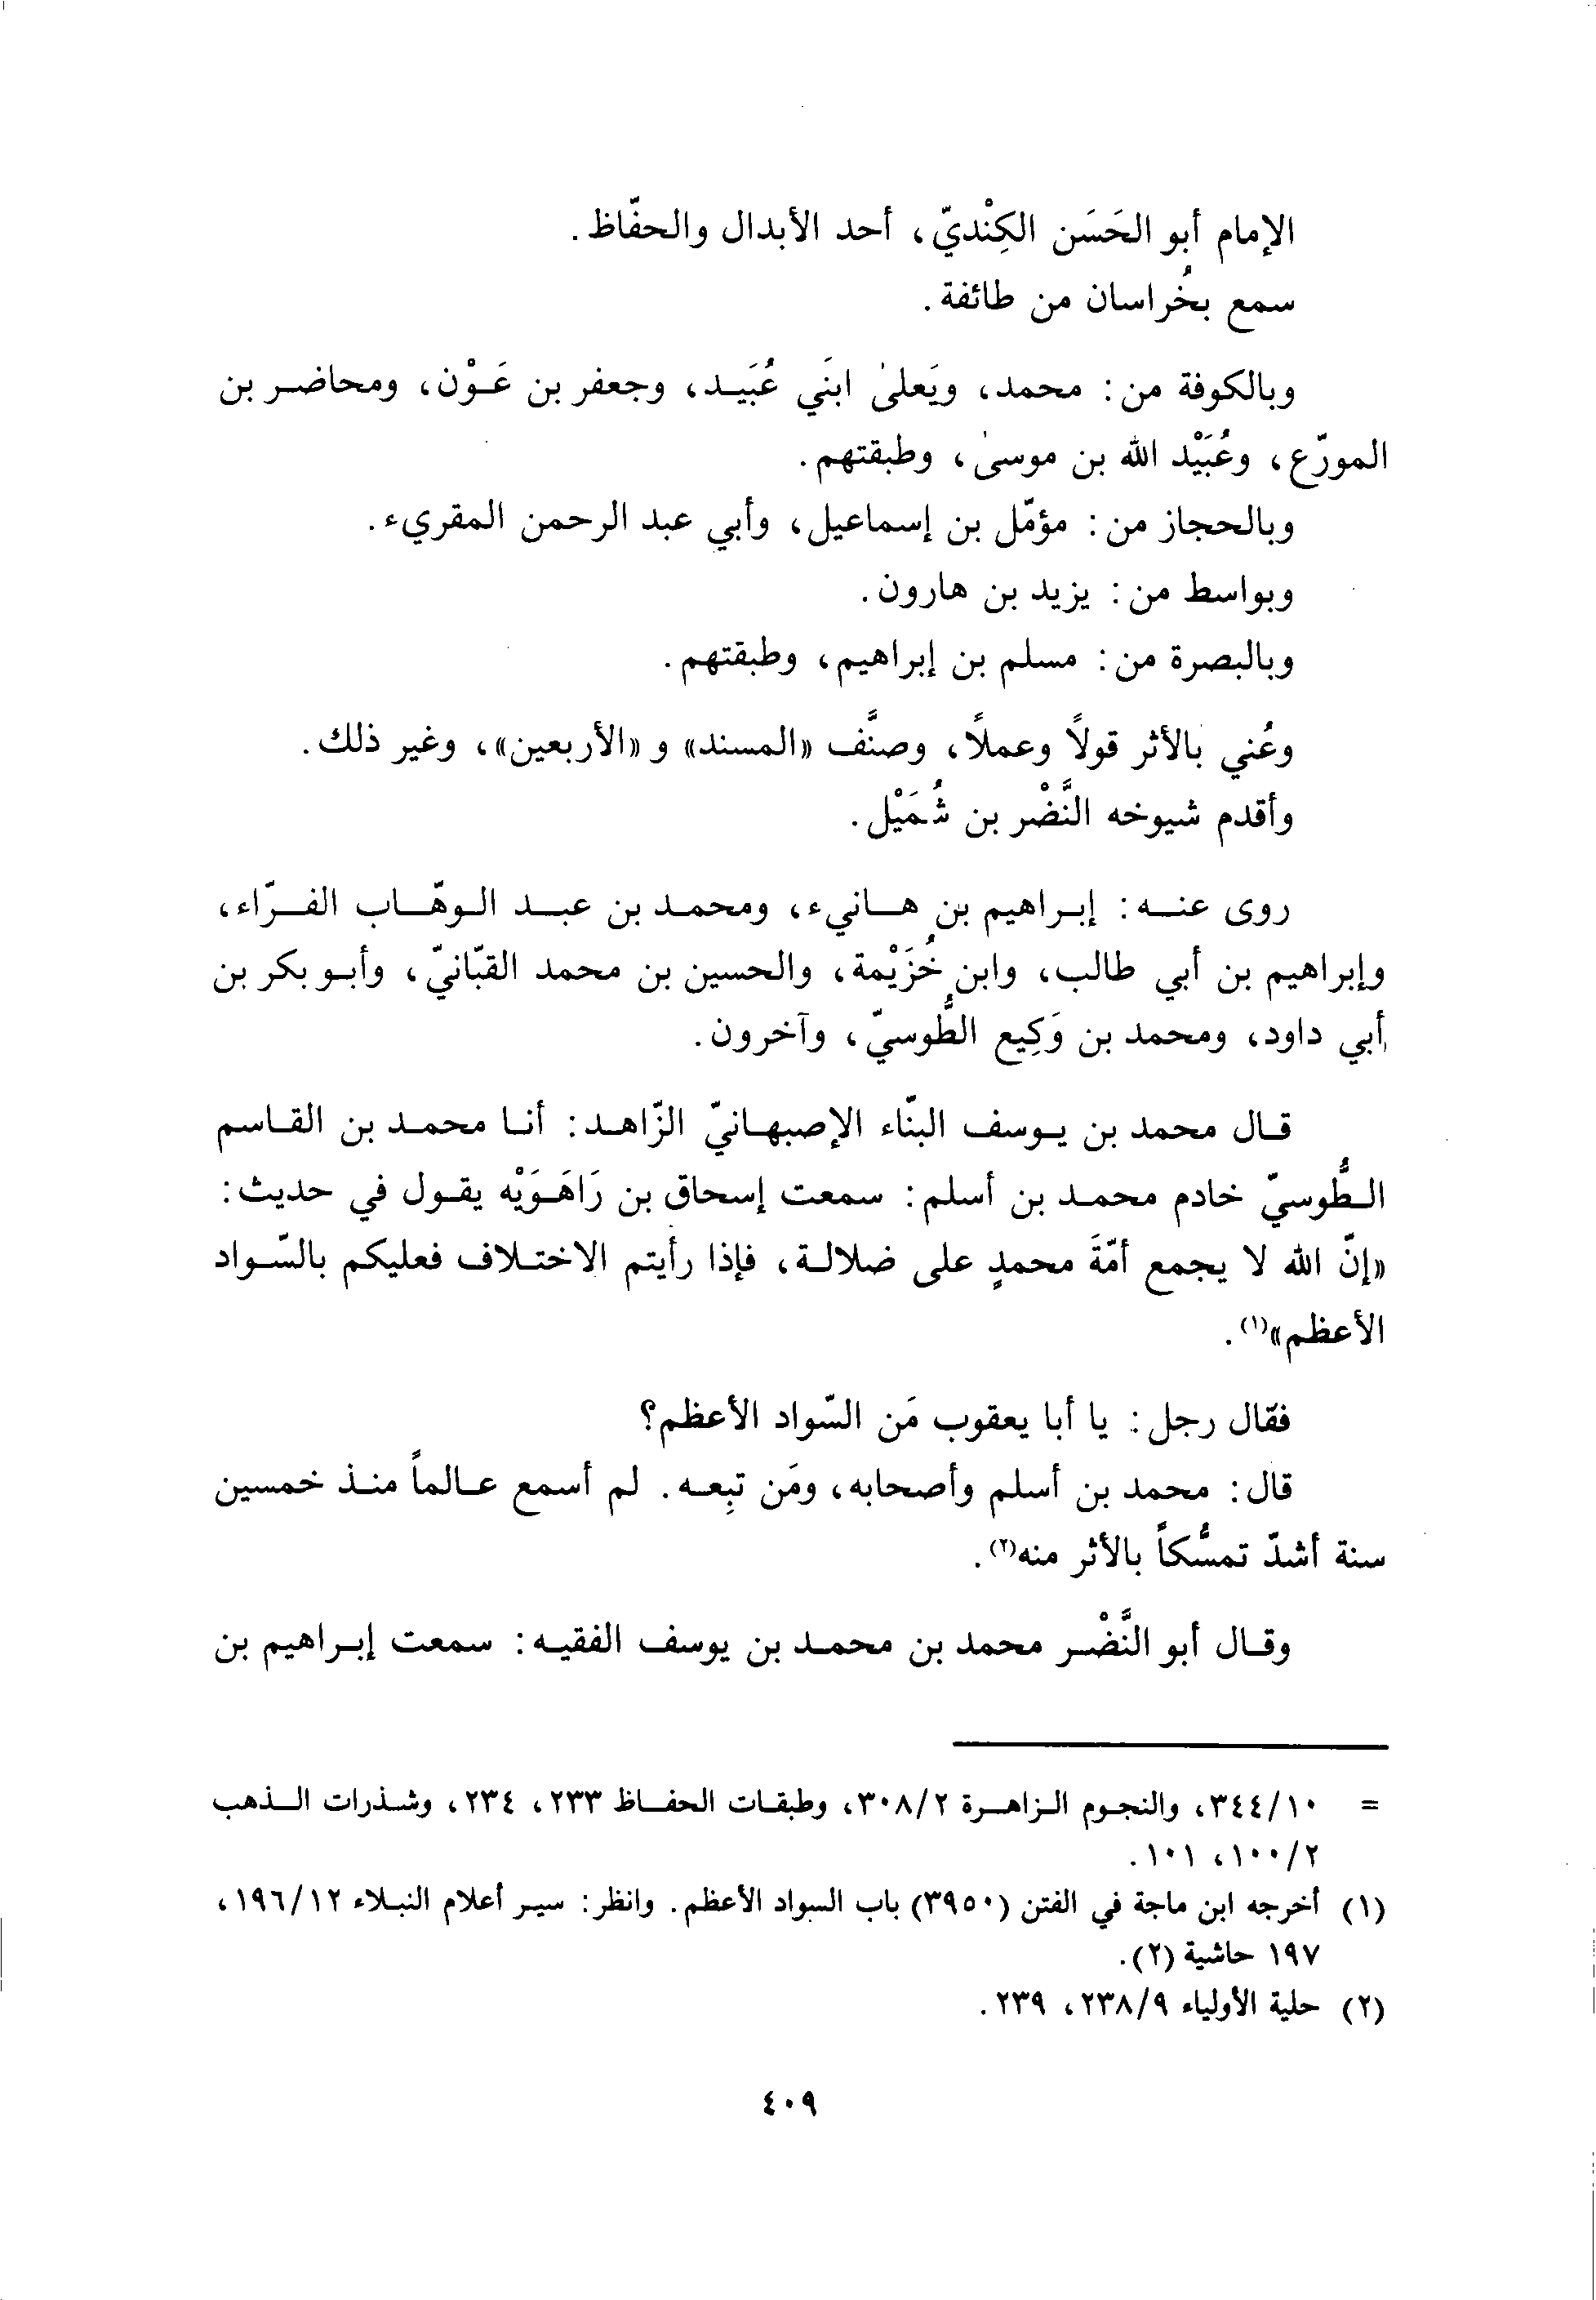 الإمام أبو الحَسَن الكِنْديّ، أحد الأبدال والحفّاظ.
سمع بخُراسان من طائفة.
وبالكوفة من: محمد، ويَعلىٰ ابنَي عُبَيد، وجعفر بن عَوْن، ومحاضر بن
المورّع، وعُبَيْد الله بن موسىٰ، وطبقتهم.
وبالحجاز من: مؤمّل بن إسماعيل، وأبي عبد الرحمن المقريء.
وبواسط من: يزيد بن هارون.
وبالبصرة من: مسلم بن إبراهيم، وطبقتهم.
وعُني بالأثر قولاً وعملاً، وصنَّف «المسند» و «الأربعين»، وغير ذلك.
وأقدم شيوخه النَّضْر بن شُمَيْل.
روى عنه: إبراهيم بن هانيء، ومحمد بن عبد الوهّاب الفرّاء،
وإبراهيم بن أبي طالب، وابن خُزَيْمة، والحسين بن محمد القبّانيّ، وأبو بكر بن
أبي داود، ومحمد بن وَكِيع الطُّوسيّ، وآخرون.
قال محمد بن يوسف البنّاء الإصبهانيّ الزّاهد: أنا محمد بن القاسم
الطُّوسيّ خادم محمد بن أسلم: سمعت إسحاق بن رَاهَوَيْه يقول في حديث:
«إنّ الله لا يجمع أمّةَ محمدٍ على ضلالة، فإذا رأيتم الاختلاف فعليكم بالسّواد
الأعظم»(١).
فقال رجل: يا أبا يعقوب مَن السّواد الأعظم؟
قال: محمد بن أسلم وأصحابه، ومَن تبِعه. لم أسمع عالماً منذ خمسين
سنة أشدّ تمسُّكاً بالأثر منه(٢).
وقال أبو النَّضْر محمد بن محمد بن يوسف الفقيه: سمعت إبراهيم بن
= ٣٤٤/١٠، والنجوم الزاهرة ٣٠٨/٢، وطبقات الحفاظ ٢٣٣، ٢٣٤، وشذرات الذهب
١٠٠/٢، ١٠١.
(١) أخرجه ابن ماجة في الفتن (٣٩٥٠) باب السواد الأعظم. وانظر: سير أعلام النبلاء ١٩٦/١٢،
١٩٧ حاشية (٢).
(٢) حلية الأولياء ٢٣٨/٩، ٢٣٩.
٤٠٩